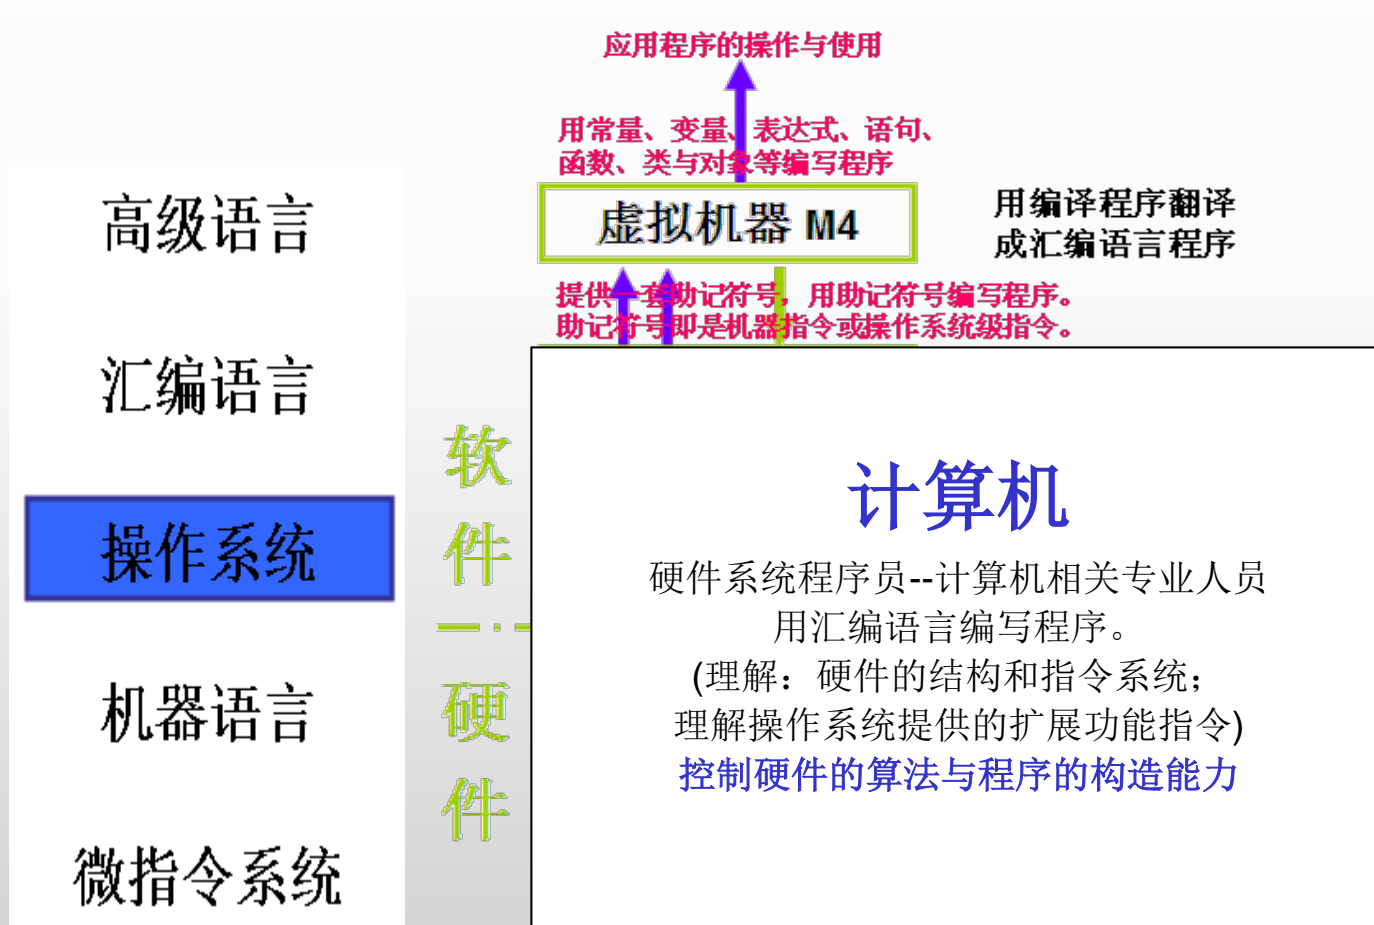 应用程序的操作与使用
用常量、变量、表达式、语句、
函数、类与对象等编写程序
高级语言
虚拟机器 M4
用编译程序翻译
成汇编语言程序
提供一套助记符号，用助记符号编写程序。
助记符号即是机器指令或操作系统级指令。
汇编语言
操作系统
机器语言
微指令系统
软
件
硬
件
计算机
硬件系统程序员--计算机相关专业人员
用汇编语言编写程序。
(理解：硬件的结构和指令系统；
理解操作系统提供的扩展功能指令)
控制硬件的算法与程序的构造能力